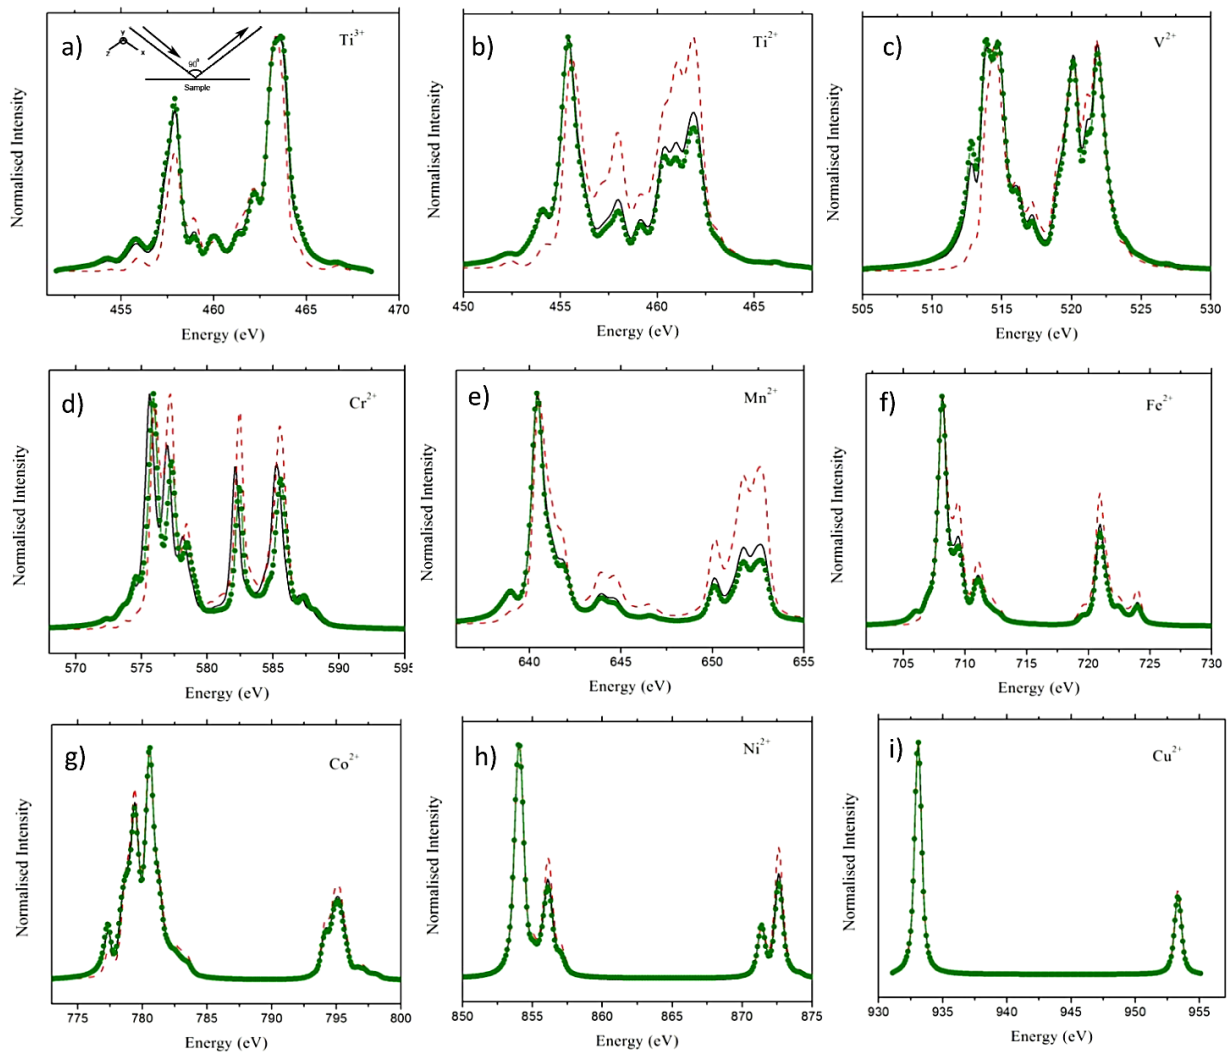 a)
Y
Z
X
90°
Sample
Ti3+
Normalised Intensity
455 460 465 470
Energy (eV)
b)
Ti2+
Normalised Intensity
450 455 460 465
Energy (eV)
c)
V2+
Normalised Intensity
505 510 515 520 525 530
Energy (eV)
d)
Cr2+
Normalised Intensity
570 575 580 585 590 595
Energy (eV)
e)
Mn2+
Normalised Intensity
640 645 650 655
Energy (eV)
f)
Fe2+
Normalised Intensity
705 710 715 720 725 730
Energy (eV)
g)
Co2+
Normalised Intensity
775 780 785 790 795 800
Energy (eV)
h)
Ni2+
Normalised Intensity
850 855 860 865 870 875
Energy (eV)
i)
Cu2+
Normalised Intensity
930 935 940 945 950 955
Energy (eV)